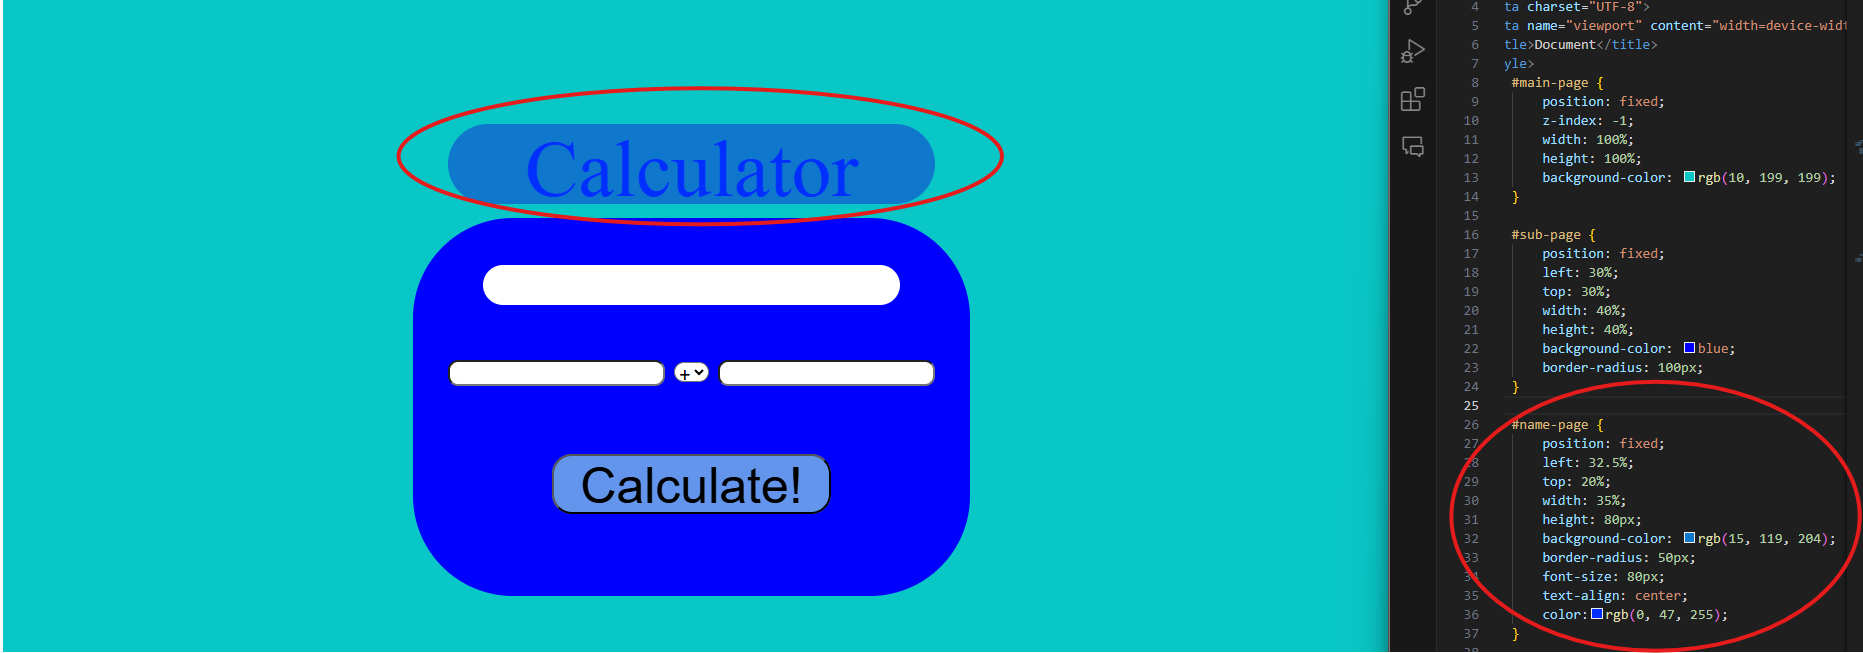 Calculator
+
Calculate!
4 ta charset="UTF-8">
5 ta name="viewport" content="width=device-widt
6 tle>Document</title>
7 yle>
8 #main-page {
9 position: fixed;
10 z-index: -1;
11 width: 100%;
12 height: 100%;
13 background-color: rgb(10, 199, 199);
14 }
15
16 #sub-page {
17 position: fixed;
18 left: 30%;
19 top: 30%;
20 width: 40%;
21 height: 40%;
22 background-color: blue;
23 border-radius: 100px;
24 }
25
26 #name-page {
27 position: fixed;
28 left: 32.5%;
29 top: 20%;
30 width: 35%;
31 height: 80px;
32 background-color: rgb(15, 119, 204);
33 border-radius: 50px;
34 font-size: 80px;
35 text-align: center;
36 color: rgb(0, 47, 255);
37 }